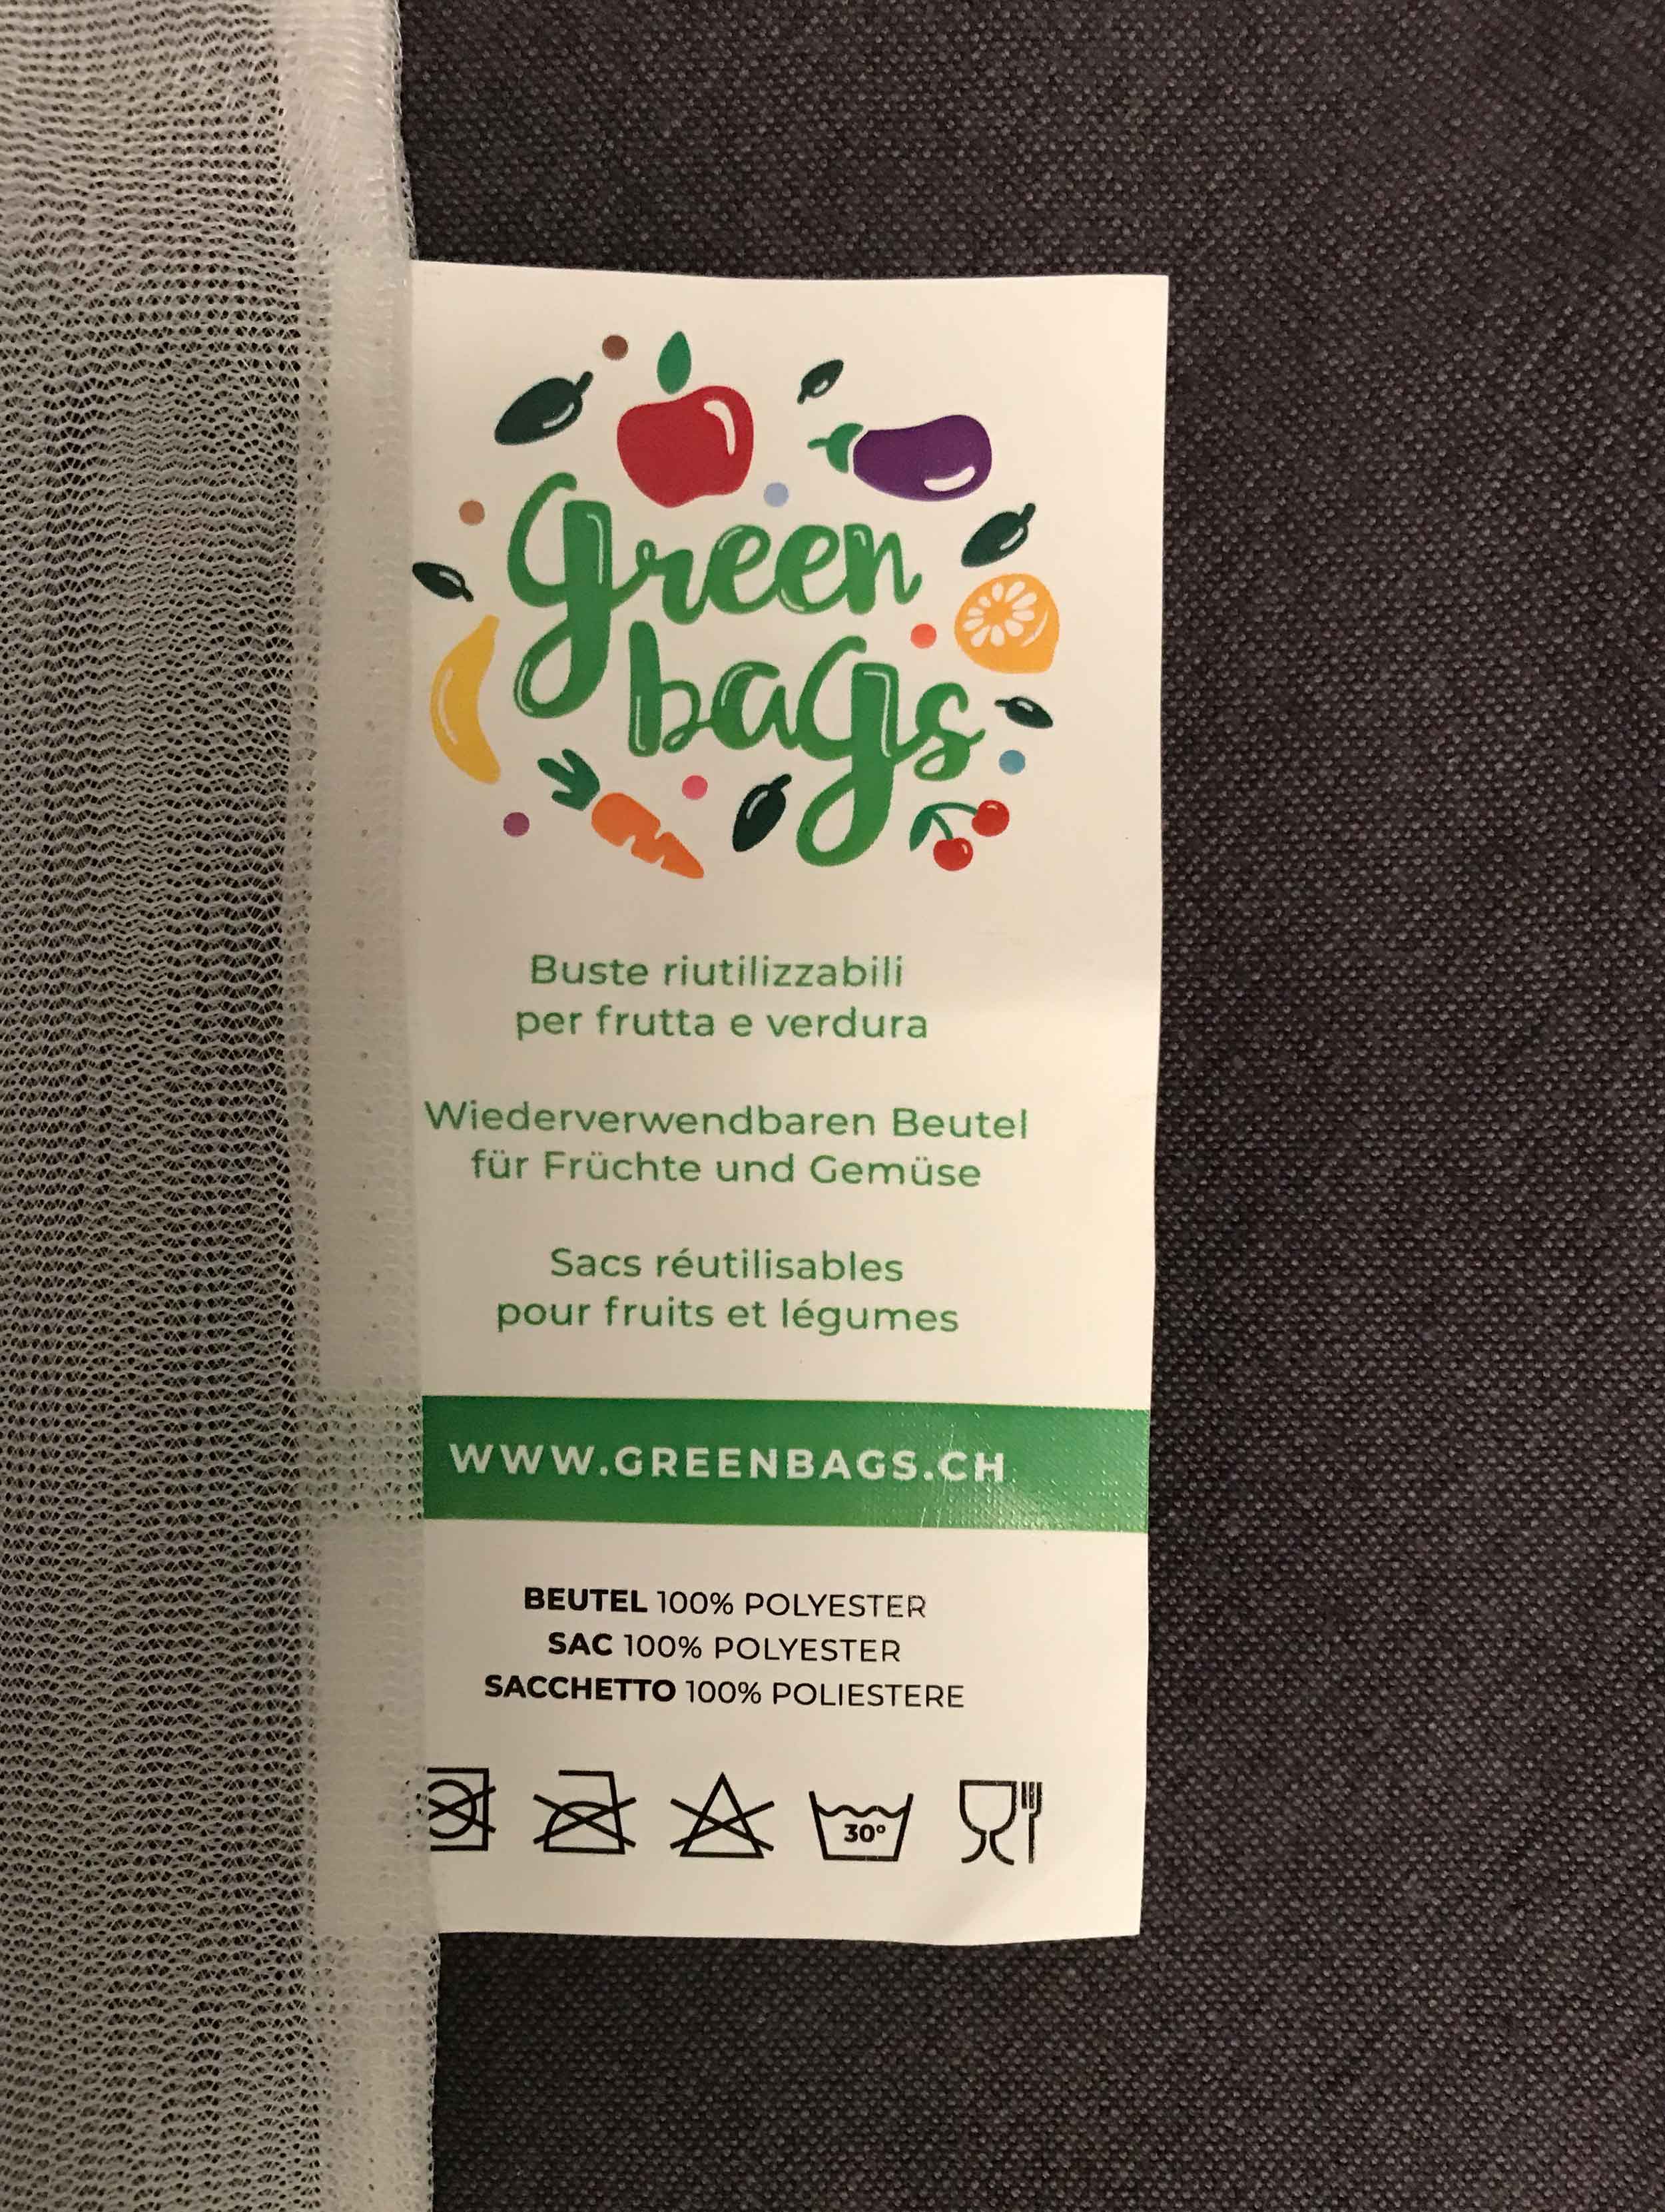 green
bags
Buste riutilizzabili
per frutta e verdura
Wiederverwendbaren Beutel
für Früchte und Gemüse
Sacs réutilisables
pour fruits et légumes
WWW.GREENBAGS.CH
BEUTEL 100% POLYESTER
SAC 100% POLYESTER
SACCHETTO 100% POLIESTERE
30°